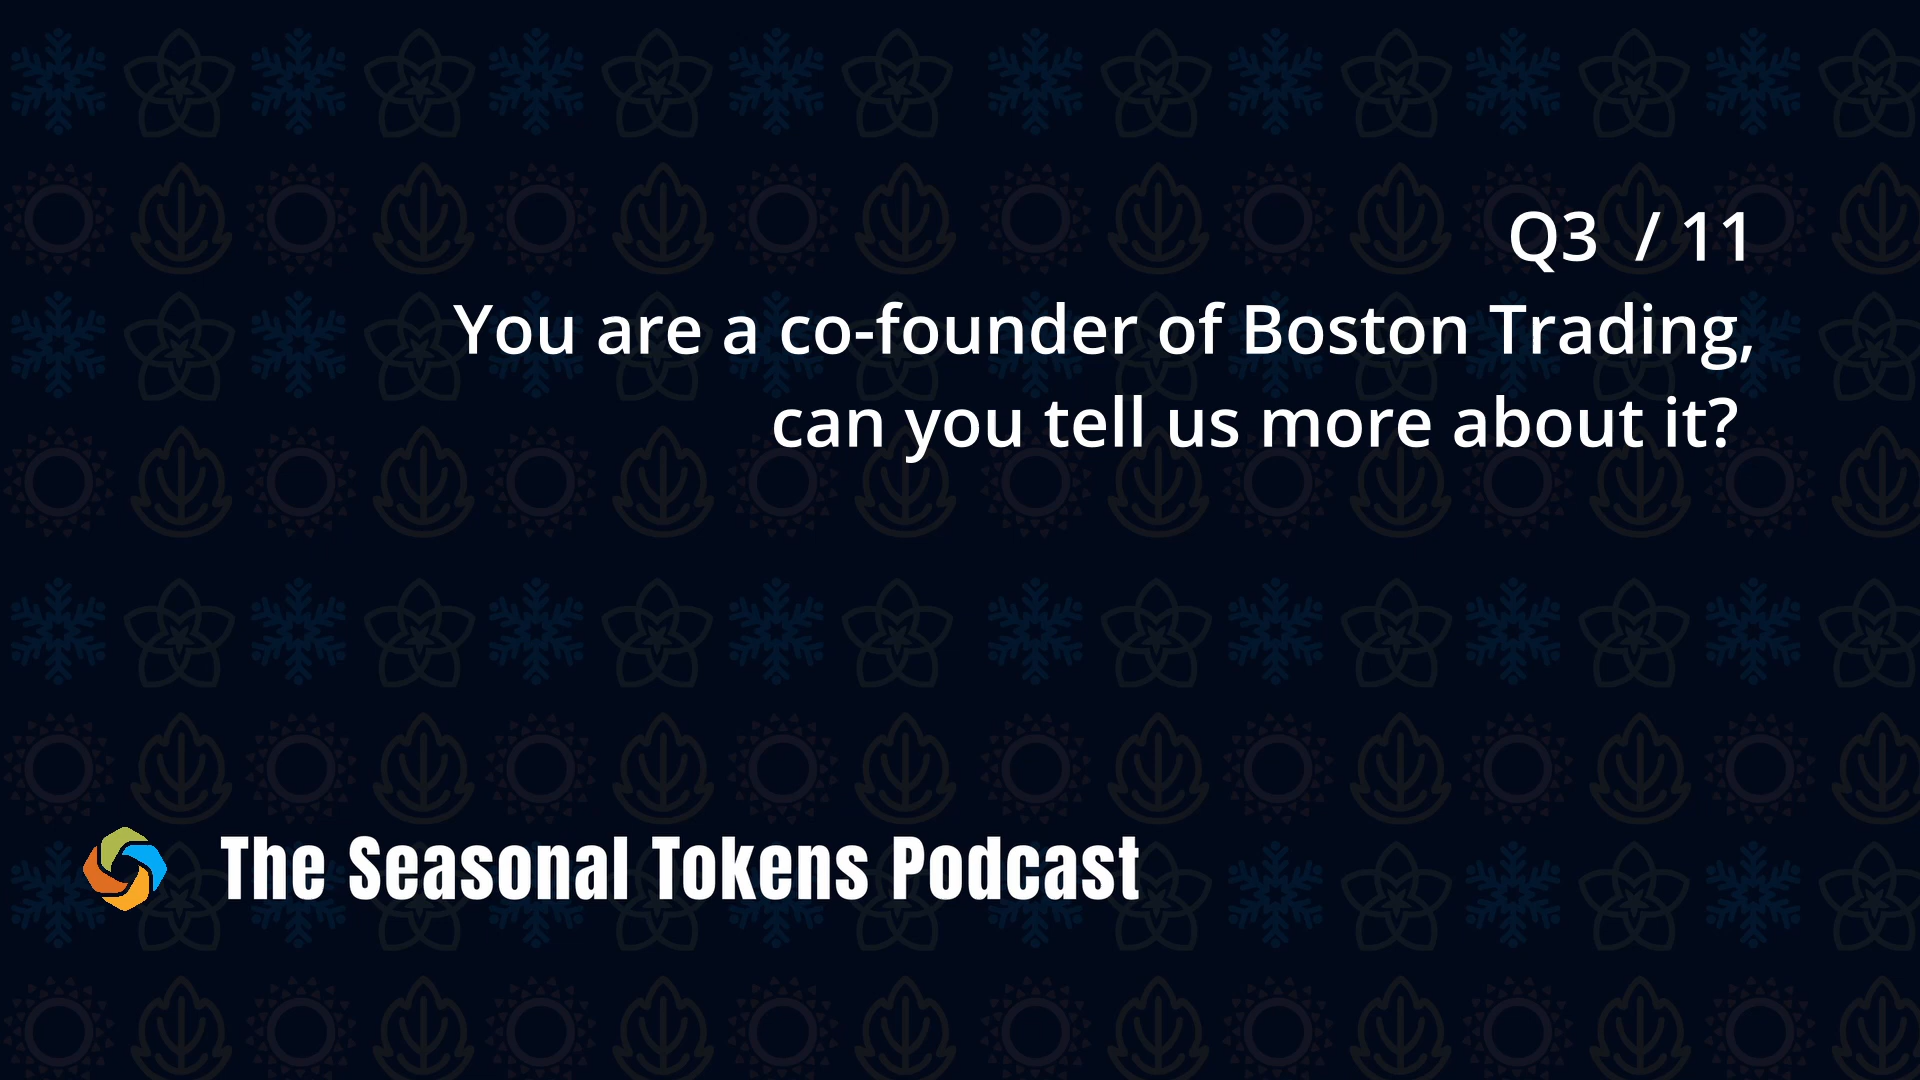 Q3 / 11
You are a co-founder of Boston Trading,
can you tell us more about it?
The Seasonal Tokens Podcast